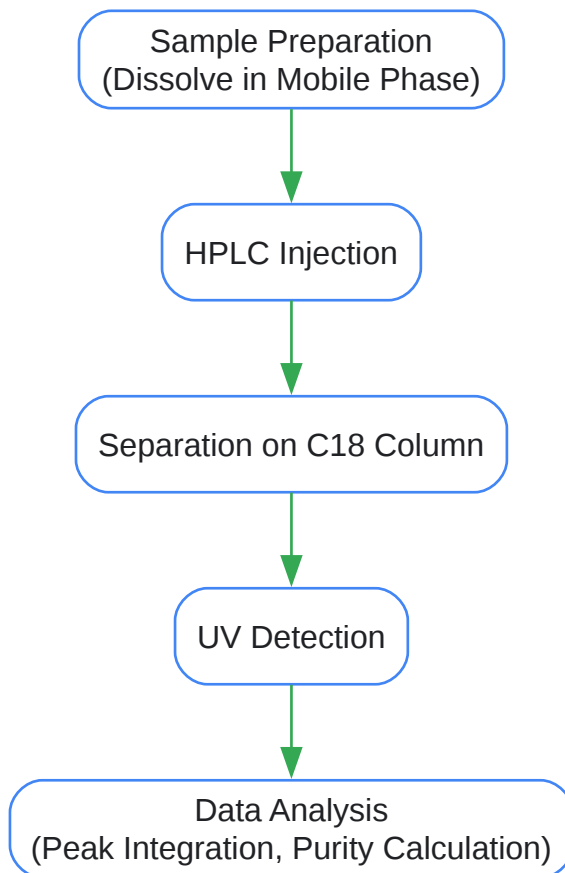 Sample Preparation
(Dissolve in Mobile Phase)
HPLC Injection
Separation on C18 Column
UV Detection
Data Analysis
(Peak Integration, Purity Calculation)